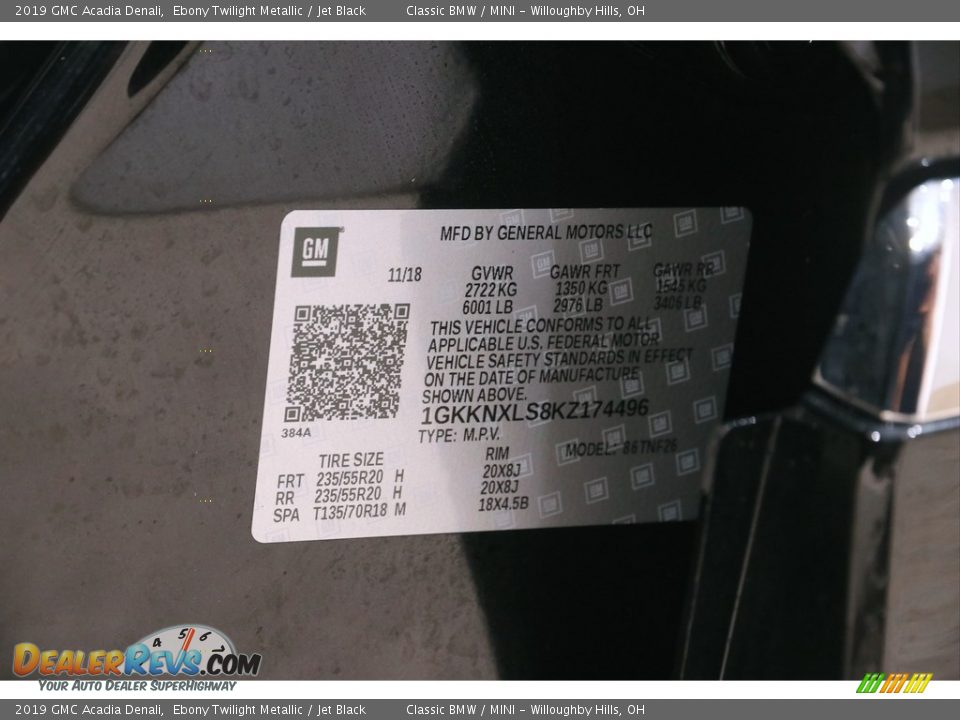 2019 GMC Acadia Denali, Ebony Twilight Metallic / Jet Black Classic BMW / MINI - Willoughby Hills, OH
GM
MFD BY GENERAL MOTORS LLC
11/18 GVWR GAWR FRT GAWR RR
2722 KG 1350 KG 1545 KG
6001 LB 2976 LB 3406 LB
THIS VEHICLE CONFORMS TO ALL
APPLICABLE U.S. FEDERAL MOTOR
VEHICLE SAFETY STANDARDS IN EFFECT
ON THE DATE OF MANUFACTURE
SHOWN ABOVE.
1GKKNXLS8KZ174496
384A
TYPE: M.P.V. MODEL: 86TNF26
TIRE SIZE RIM
FRT 235/55R20 H 20X8J
RR 235/55R20 H 20X8J
SPA T135/70R18 M 18X4.5B
4 5 6
DEALERREVS.COM
YOUR AUTO DEALER SUPERHIGHWAY
2019 GMC Acadia Denali, Ebony Twilight Metallic / Jet Black Classic BMW / MINI - Willoughby Hills, OH